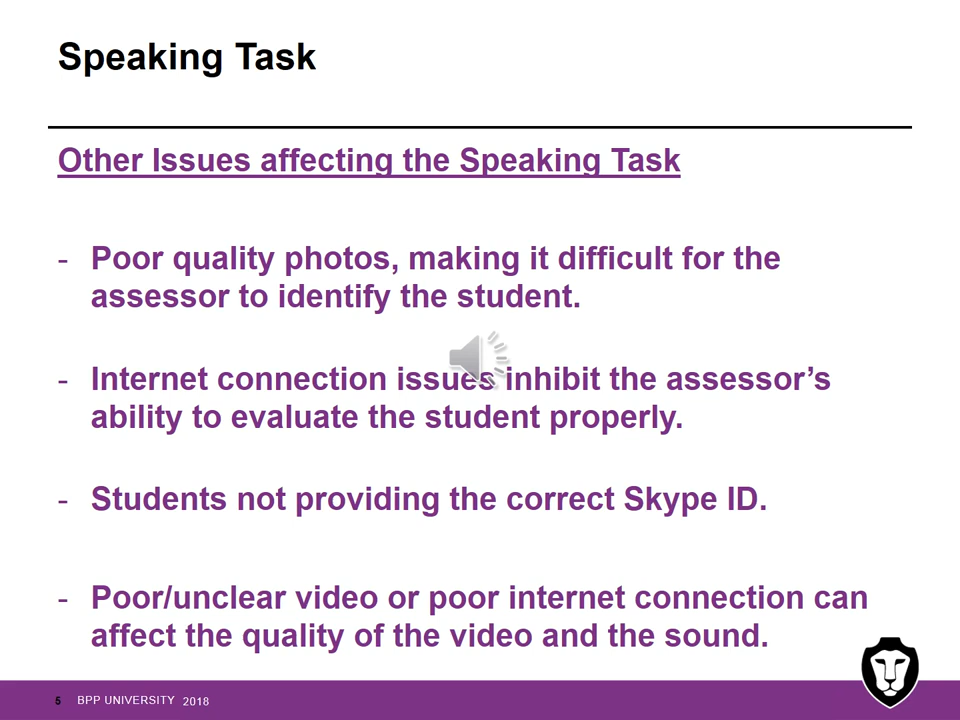 Speaking Task
Other Issues affecting the Speaking Task
- Poor quality photos, making it difficult for the
assessor to identify the student.
- Internet connection issues inhibit the assessor’s
ability to evaluate the student properly.
- Students not providing the correct Skype ID.
- Poor/unclear video or poor internet connection can
affect the quality of the video and the sound.
5 BPP UNIVERSITY 2018